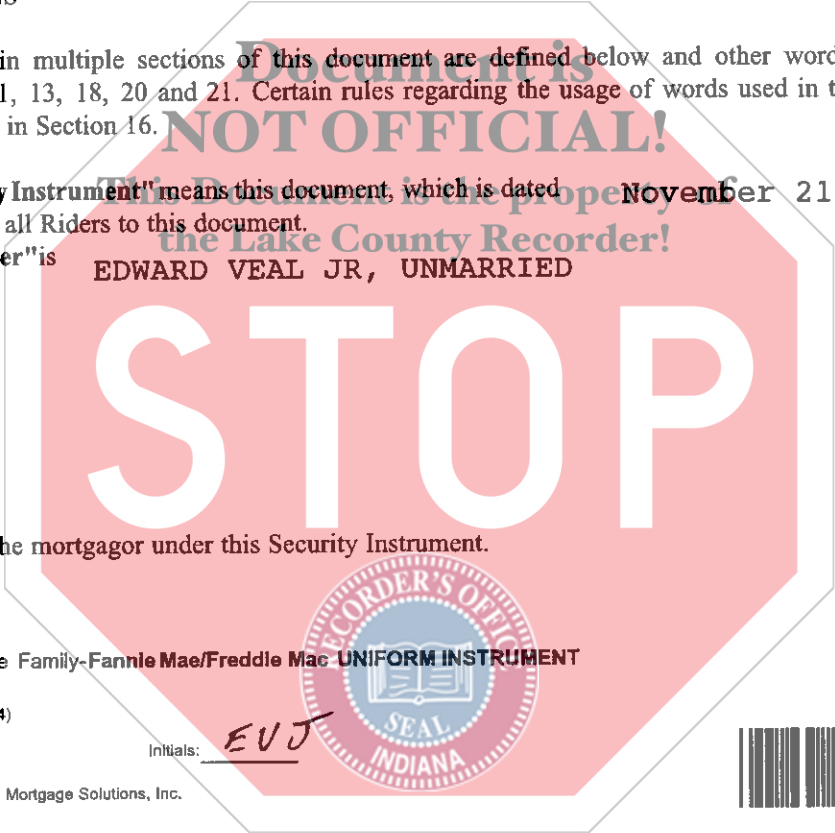 in multiple sections of this document are defined below and other word
13, 18, 20 and 21. Certain rules regarding the usage of words used in t
in Section 16.
Document is
NOT OFFICIAL!
This Document is the property of
the Lake County Recorder!
Instrument" means this document, which is dated November 21
all Riders to this document.
er" is
EDWARD VEAL JR, UNMARRIED
STOP
he mortgagor under this Security Instrument.
RECORDER'S OFFICE
SEAL
INDIANA
e Family-Fannie Mae/Freddie Mac UNIFORM INSTRUMENT
4)
Initials: EVJ
Mortgage Solutions, Inc.